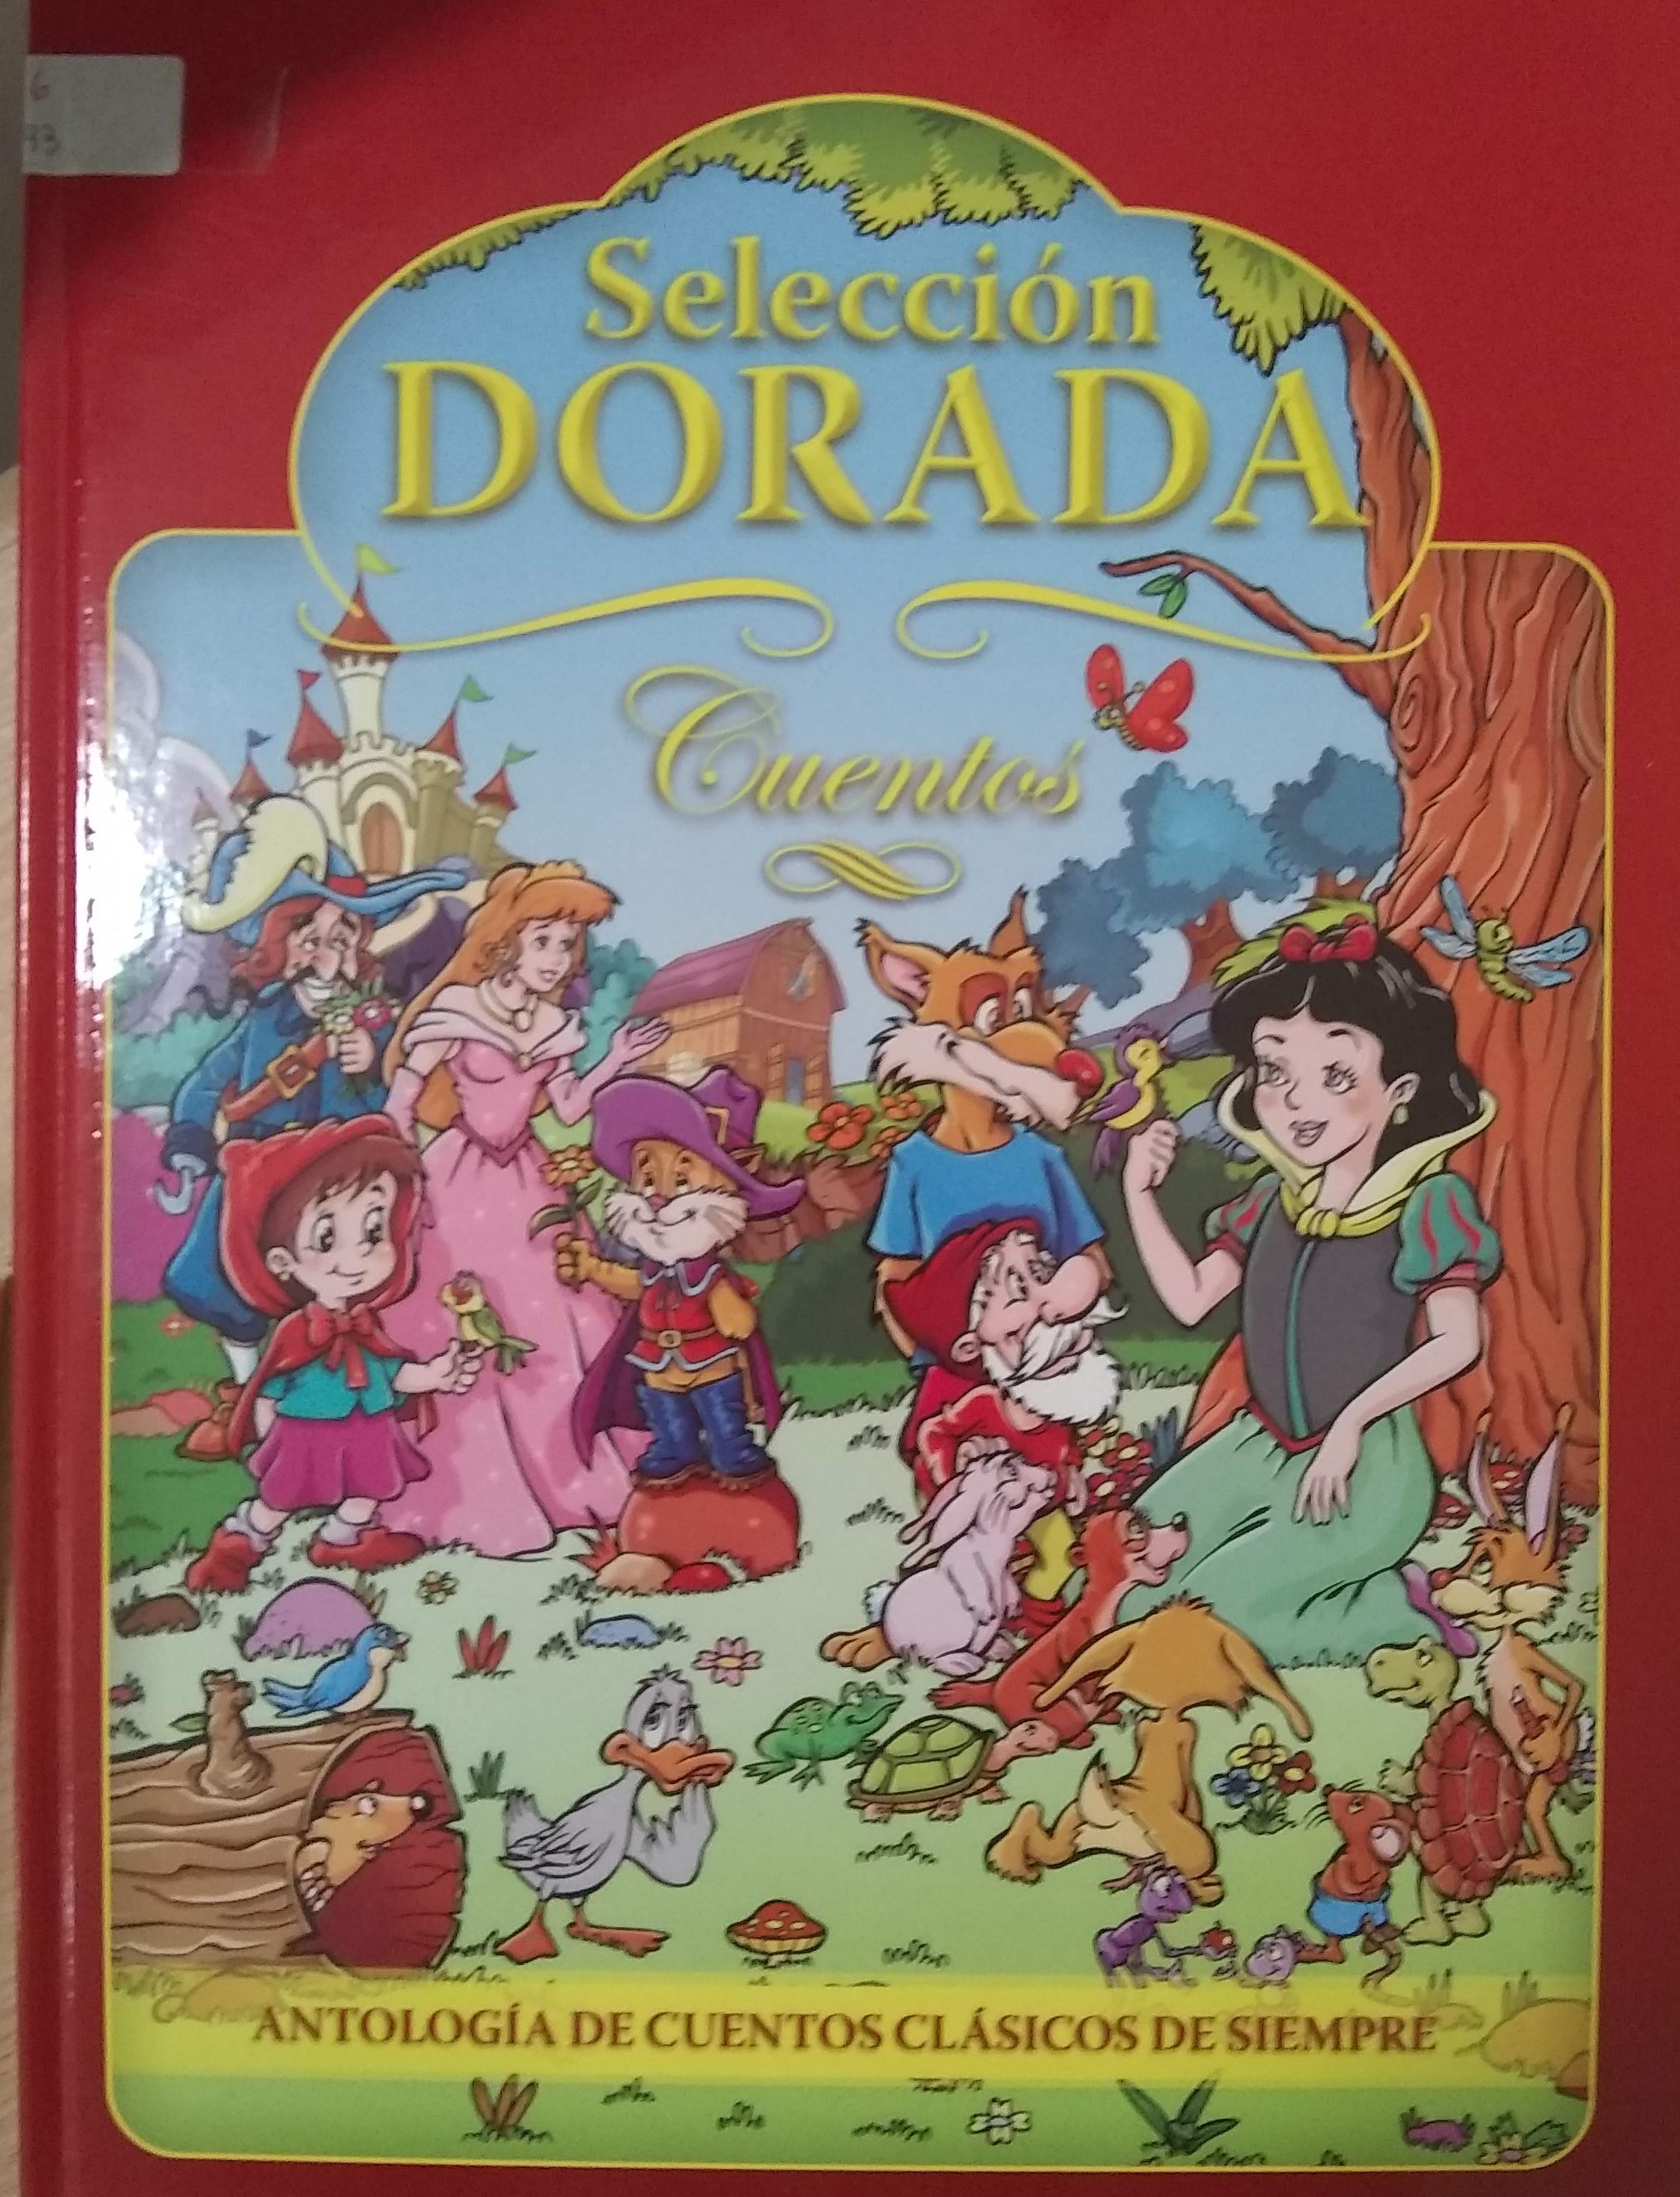 Selección
DORADA
Cuentos
ANTOLOGÍA DE CUENTOS CLÁSICOS DE SIEMPRE